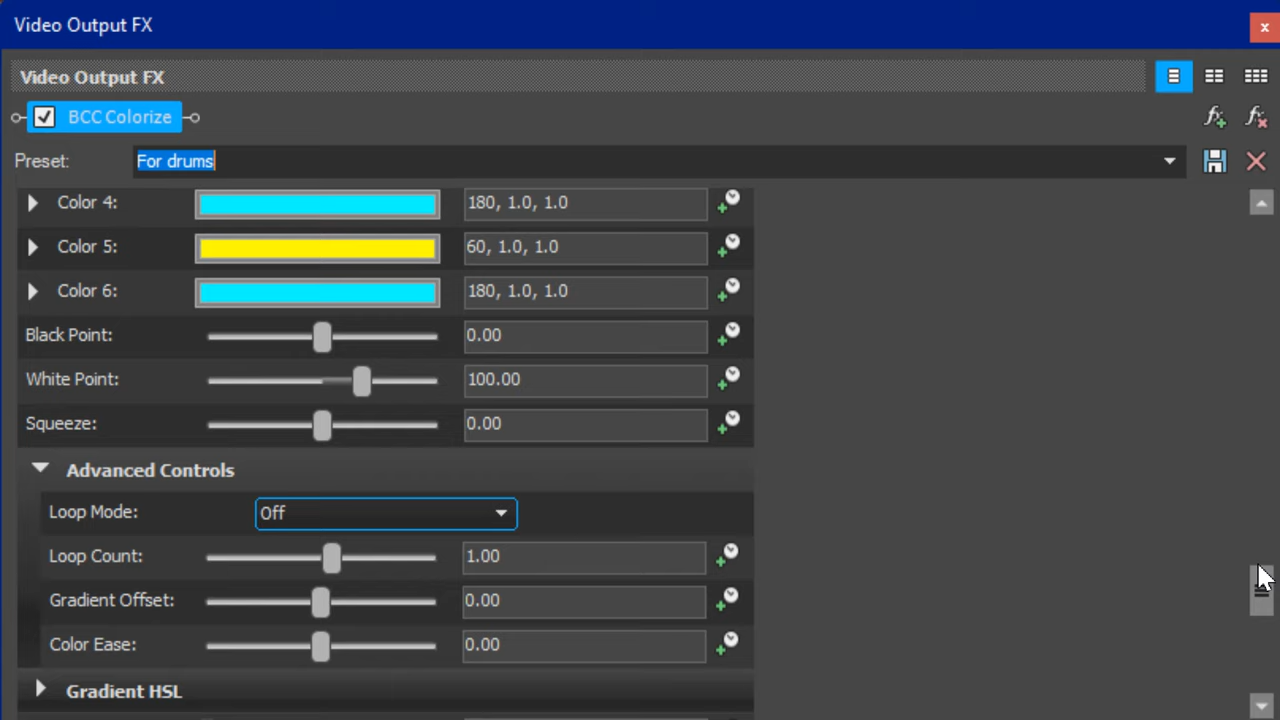 Video Output FX
x
Video Output FX
BCC Colorize
Preset: For drums
Color 4: 180, 1.0, 1.0
Color 5: 60, 1.0, 1.0
Color 6: 180, 1.0, 1.0
Black Point: 0.00
White Point: 100.00
Squeeze: 0.00
Advanced Controls
Loop Mode: Off
Loop Count: 1.00
Gradient Offset: 0.00
Color Ease: 0.00
Gradient HSL